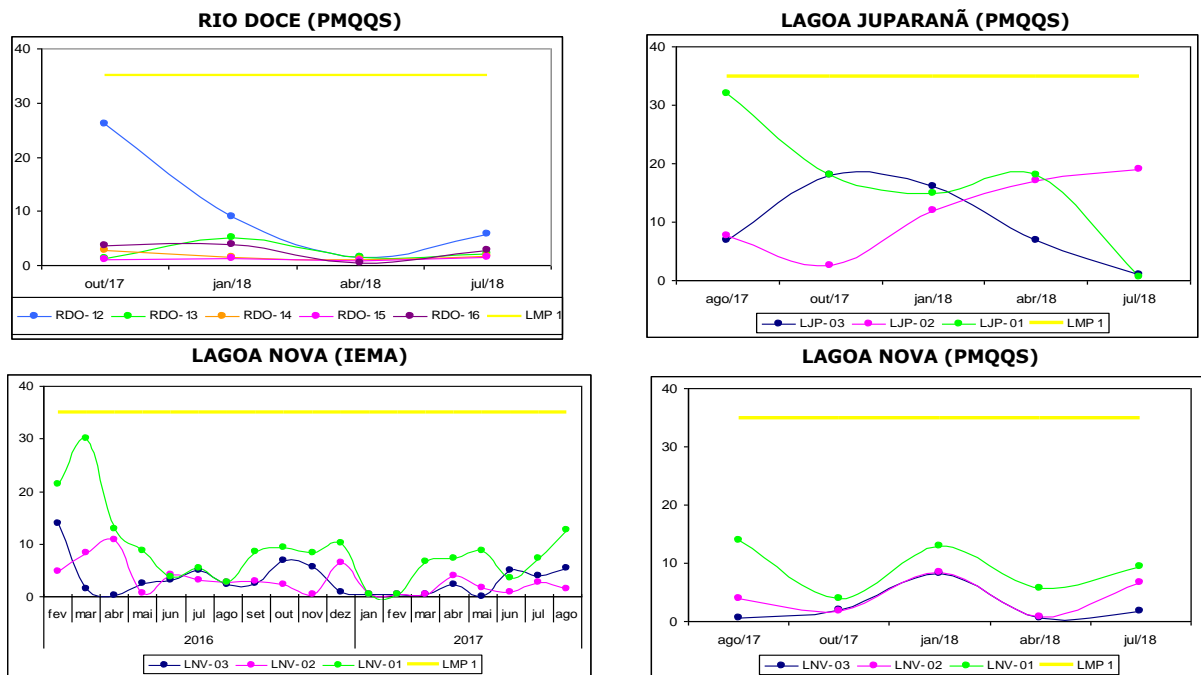 RIO DOCE (PMQQS)
40
30
20
10
0
out/17 jan/18 abr/18 jul/18
RDO-12 RDO-13 RDO-14 RDO-15 RDO-16 LMP 1
LAGOA JUPARANÃ (PMQQS)
40
30
20
10
0
ago/17 out/17 jan/18 abr/18 jul/18
LJP-03 LJP-02 LJP-01 LMP 1
LAGOA NOVA (IEMA)
40
30
20
10
0
fev mar abr mai jun jul ago set out nov dez jan fev mar abr mai jun jul ago
2016 2017
LNV-03 LNV-02 LNV-01 LMP 1
LAGOA NOVA (PMQQS)
40
30
20
10
0
ago/17 out/17 jan/18 abr/18 jul/18
LNV-03 LNV-02 LNV-01 LMP 1